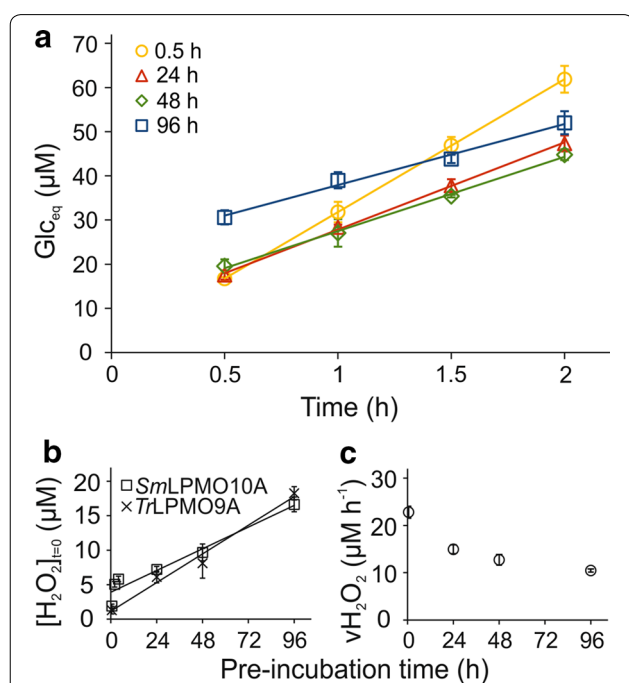 a
70
60
50
40
30
20
10
0
Glc_eq (µM)
0.5 h
24 h
48 h
96 h
0 0.5 1 1.5 2
Time (h)
b
20
15
10
5
0
[H₂O₂]ₜ₌₀ (µM)
SmLPMO10A
TrLPMO9A
0 24 48 72 96
c
30
20
10
0
vH₂O₂ (µM h⁻¹)
0 24 48 72 96
Pre-incubation time (h)